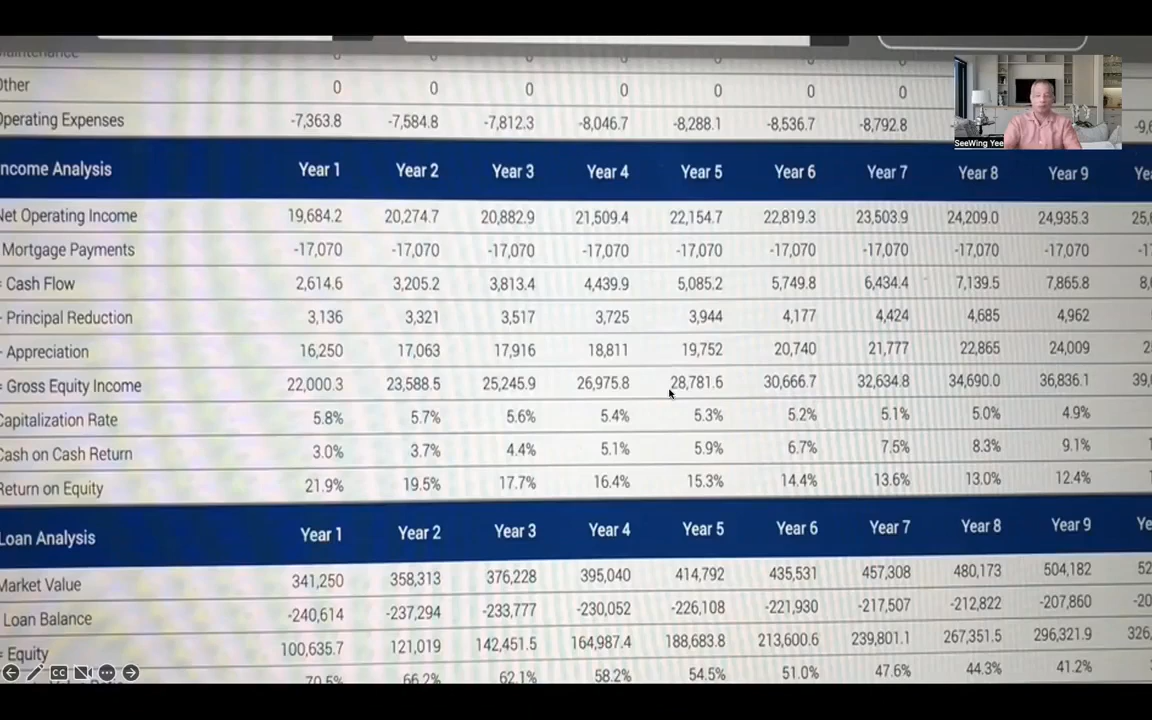 Other 0 0 0 0 0 0 0
Operating Expenses -7,363.8 -7,584.8 -7,812.3 -8,046.7 -8,288.1 -8,536.7 -8,792.8
SeeWing Yee
Income Analysis Year 1 Year 2 Year 3 Year 4 Year 5 Year 6 Year 7 Year 8 Year 9
Net Operating Income 19,684.2 20,274.7 20,882.9 21,509.4 22,154.7 22,819.3 23,503.9 24,209.0 24,935.3
Mortgage Payments -17,070 -17,070 -17,070 -17,070 -17,070 -17,070 -17,070 -17,070 -17,070
= Cash Flow 2,614.6 3,205.2 3,813.4 4,439.9 5,085.2 5,749.8 6,434.4 7,139.5 7,865.8
Principal Reduction 3,136 3,321 3,517 3,725 3,944 4,177 4,424 4,685 4,962
Appreciation 16,250 17,063 17,916 18,811 19,752 20,740 21,777 22,865 24,009
= Gross Equity Income 22,000.3 23,588.5 25,245.9 26,975.8 28,781.6 30,666.7 32,634.8 34,690.0 36,836.1
Capitalization Rate 5.8% 5.7% 5.6% 5.4% 5.3% 5.2% 5.1% 5.0% 4.9%
Cash on Cash Return 3.0% 3.7% 4.4% 5.1% 5.9% 6.7% 7.5% 8.3% 9.1%
Return on Equity 21.9% 19.5% 17.7% 16.4% 15.3% 14.4% 13.6% 13.0% 12.4%
Loan Analysis Year 1 Year 2 Year 3 Year 4 Year 5 Year 6 Year 7 Year 8 Year 9
Market Value 341,250 358,313 376,228 395,040 414,792 435,531 457,308 480,173 504,182
Loan Balance -240,614 -237,294 -233,777 -230,052 -226,108 -221,930 -217,507 -212,822 -207,860
= Equity 100,635.7 121,019 142,451.5 164,987.4 188,683.8 213,600.6 239,801.1 267,351.5 296,321.9
70.5% 66.2% 62.1% 58.2% 54.5% 51.0% 47.6% 44.3% 41.2%